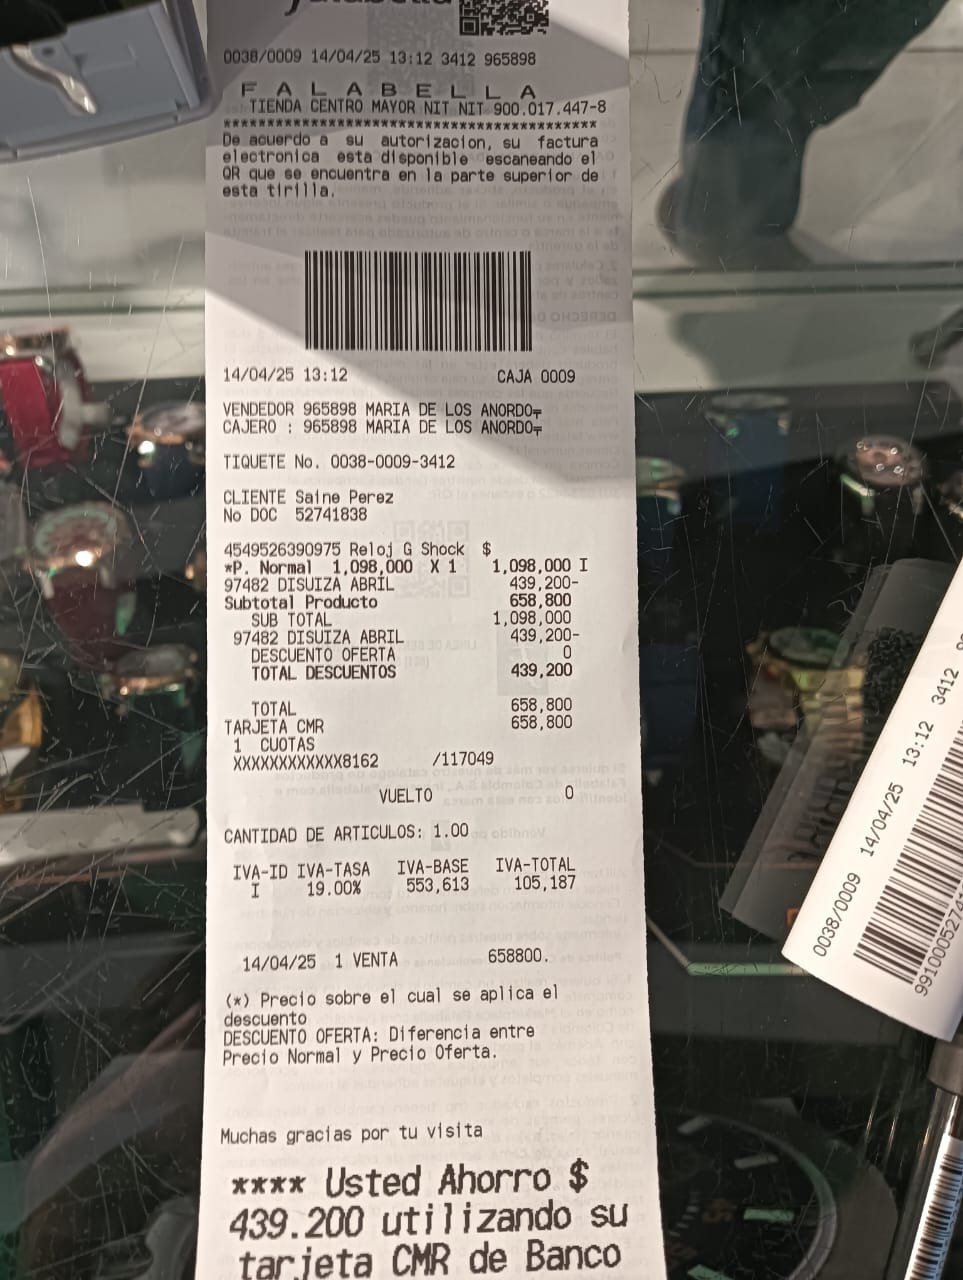 0038/0009 14/04/25 13:12 3412 965898
F A L A B E L L A
TIENDA CENTRO MAYOR NIT NIT 900.017.447-8
******************************************
De acuerdo a su autorizacion, su factura
electronica esta disponible escaneando el
QR que se encuentra en la parte superior de
esta tirilla.
14/04/25 13:12 CAJA 0009
VENDEDOR 965898 MARIA DE LOS ANORDO
CAJERO : 965898 MARIA DE LOS ANORDO
TIQUETE No. 0038-0009-3412
CLIENTE Saine Perez
No DOC 52741838
4549526390975 Reloj G Shock $
*P. Normal 1,098,000 X 1 1,098,000 I
97482 DISUIZA ABRIL 439,200-
Subtotal Producto 658,800
SUB TOTAL 1,098,000
97482 DISUIZA ABRIL 439,200-
DESCUENTO OFERTA 0
TOTAL DESCUENTOS 439,200
TOTAL 658,800
TARJETA CMR 658,800
1 CUOTAS
XXXXXXXXXXXX8162 /117049
VUELTO 0
CANTIDAD DE ARTICULOS: 1.00
IVA-ID IVA-TASA IVA-BASE IVA-TOTAL
I 19.00% 553,613 105,187
14/04/25 1 VENTA 658800.
(*) Precio sobre el cual se aplica el
descuento
DESCUENTO OFERTA: Diferencia entre
Precio Normal y Precio Oferta.
Muchas gracias por tu visita
**** Usted Ahorro $
439.200 utilizando su
tarjeta CMR de Banco
0038/0009 14/04/25 13:12 3412